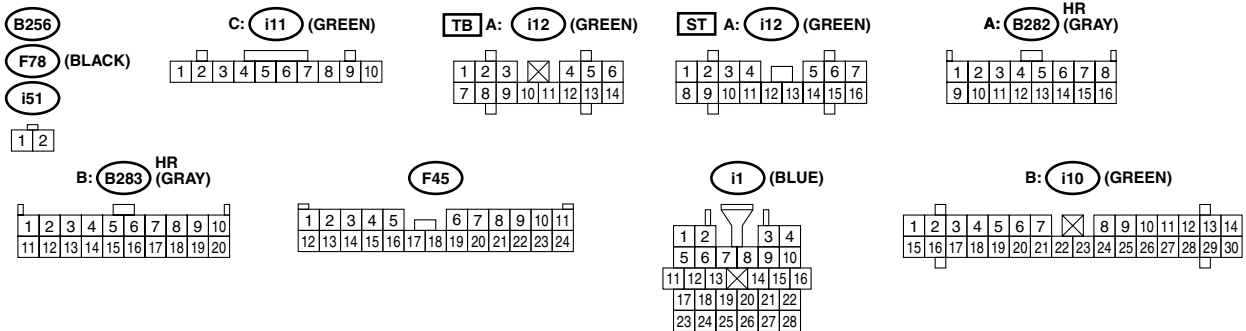 B256
F78 (BLACK)
i51
1 2
C: i11 (GREEN)
1 2 3 4 5 6 7 8 9 10
TB A: i12 (GREEN)
1 2 3 4 5 6
7 8 9 10 11 12 13 14
ST A: i12 (GREEN)
1 2 3 4 5 6 7
8 9 10 11 12 13 14 15 16
A: B282 HR (GRAY)
1 2 3 4 5 6 7 8
9 10 11 12 13 14 15 16
B: B283 HR (GRAY)
1 2 3 4 5 6 7 8 9 10
11 12 13 14 15 16 17 18 19 20
F45
1 2 3 4 5 6 7 8 9 10 11
12 13 14 15 16 17 18 19 20 21 22 23 24
i1 (BLUE)
1 2 3 4
5 6 7 8 9 10
11 12 13 14 15 16
17 18 19 20 21 22
23 24 25 26 27 28
B: i10 (GREEN)
1 2 3 4 5 6 7 8 9 10 11 12 13 14
15 16 17 18 19 20 21 22 23 24 25 26 27 28 29 30